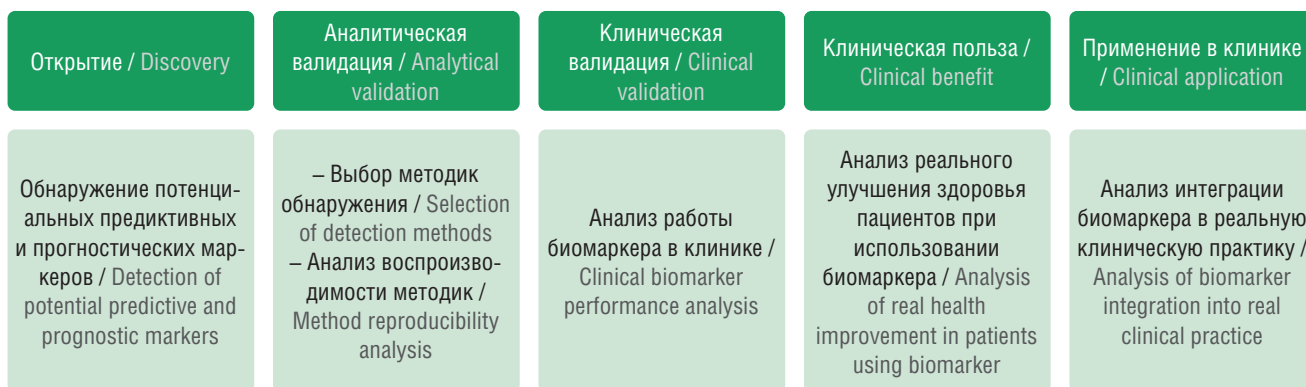 Открытие / Discovery
Аналитическая
валидация / Analytical
validation
Клиническая
валидация / Clinical
validation
Клиническая польза /
Clinical benefit
Применение в клинике
/ Clinical application
Обнаружение потенци-
альных предиктивных
и прогностических мар-
керов / Detection of
potential predictive and
prognostic markers
– Выбор методик
обнаружения / Selection
of detection methods
– Анализ воспроизво-
димости методик /
Method reproducibility
analysis
Анализ работы
биомаркера в клинике /
Clinical biomarker
performance analysis
Анализ реального
улучшения здоровья
пациентов при
использовании
биомаркера / Analysis
of real health
improvement in patients
using biomarker
Анализ интеграции
биомаркера в реальную
клиническую практику /
Analysis of biomarker
integration into real
clinical practice